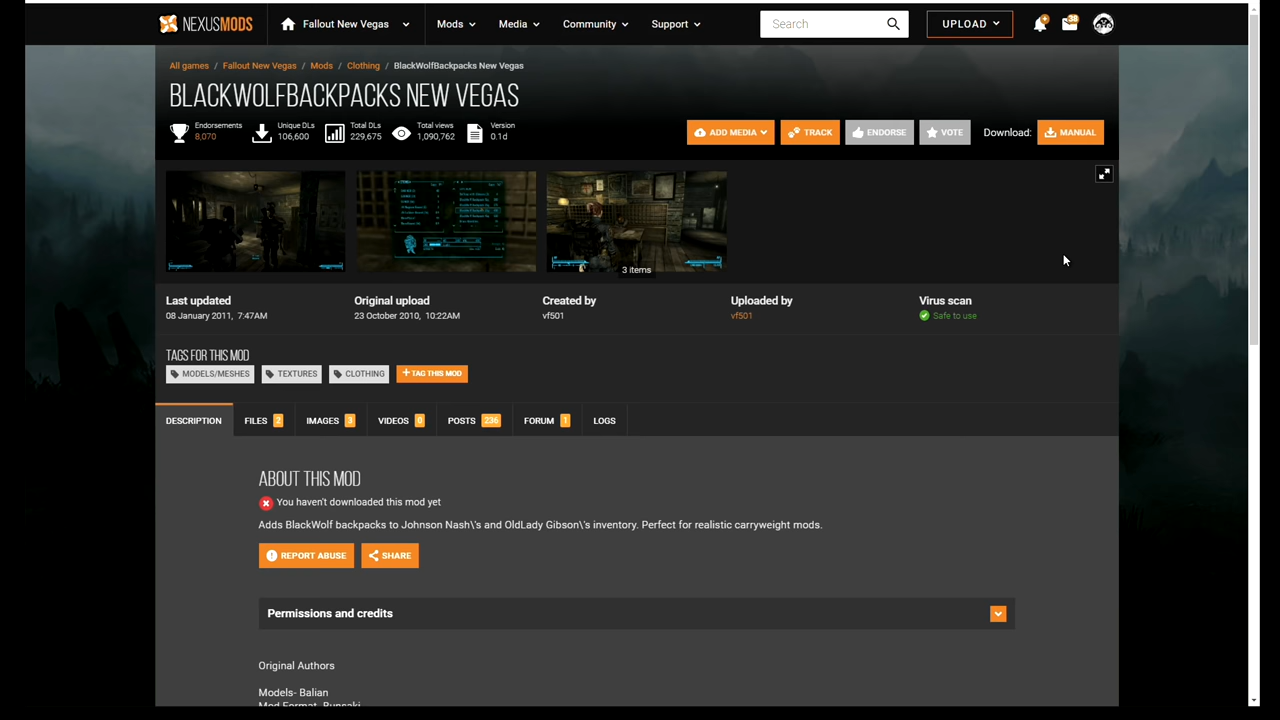 NEXUSMODS Fallout New Vegas Mods Media Community Support Search UPLOAD 38
All games / Fallout New Vegas / Mods / Clothing / BlackWolfBackpacks New Vegas
BLACKWOLFBACKPACKS NEW VEGAS
Endorsements Unique DLs Total DLs Total views Version
8,070 106,600 229,675 1,090,762 0.1d
ADD MEDIA TRACK ENDORSE VOTE Download: MANUAL
3 items
Last updated Original upload Created by Uploaded by Virus scan
08 January 2011, 7:47AM 23 October 2010, 10:22AM vf501 vf501 Safe to use
TAGS FOR THIS MOD
MODELS/MESHES TEXTURES CLOTHING + TAG THIS MOD
DESCRIPTION FILES 2 IMAGES 3 VIDEOS 0 POSTS 236 FORUM 1 LOGS
ABOUT THIS MOD
You haven't downloaded this mod yet
Adds BlackWolf backpacks to Johnson Nash\'s and OldLady Gibson\'s inventory. Perfect for realistic carryweight mods.
REPORT ABUSE SHARE
Permissions and credits
Original Authors
Models- Balian
Mod Format- Runsaki